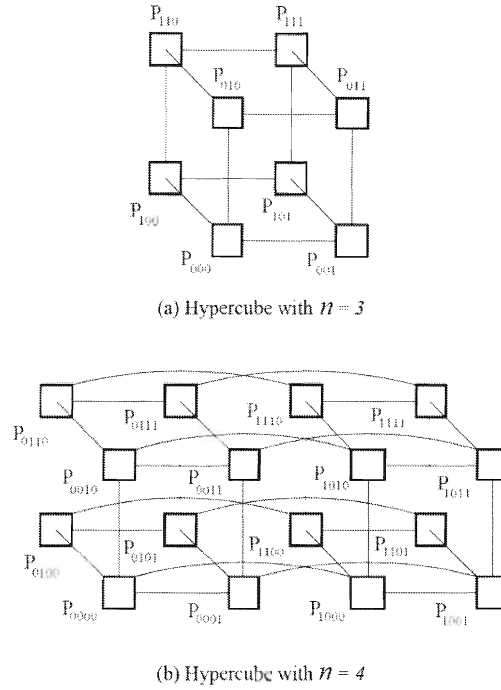 P110 P111
P010 P011
P100 P101
P000 P001
(a) Hypercube with n = 3
P0110 P0111 P1110 P1111
P0010 P0011 P1010 P1011
P0100 P0101 P1100 P1101
P0000 P0001 P1000 P1001
(b) Hypercube with n = 4